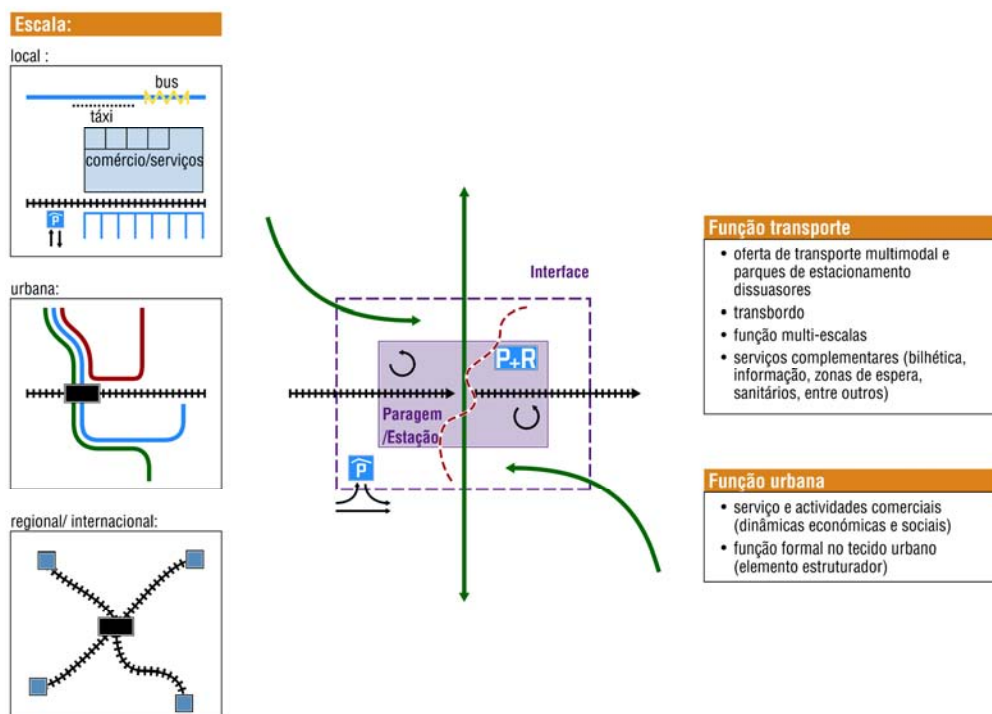 Escala:
local :
bus
táxi
comércio/serviços
P
urbana:
regional/ internacional:
Interface
P+R
Paragem
/Estação
P
Função transporte
• oferta de transporte multimodal e
parques de estacionamento
dissuasores
• transbordo
• função multi-escalas
• serviços complementares (bilhética,
informação, zonas de espera,
sanitários, entre outros)
Função urbana
• serviço e actividades comerciais
(dinâmicas económicas e sociais)
• função formal no tecido urbano
(elemento estruturador)